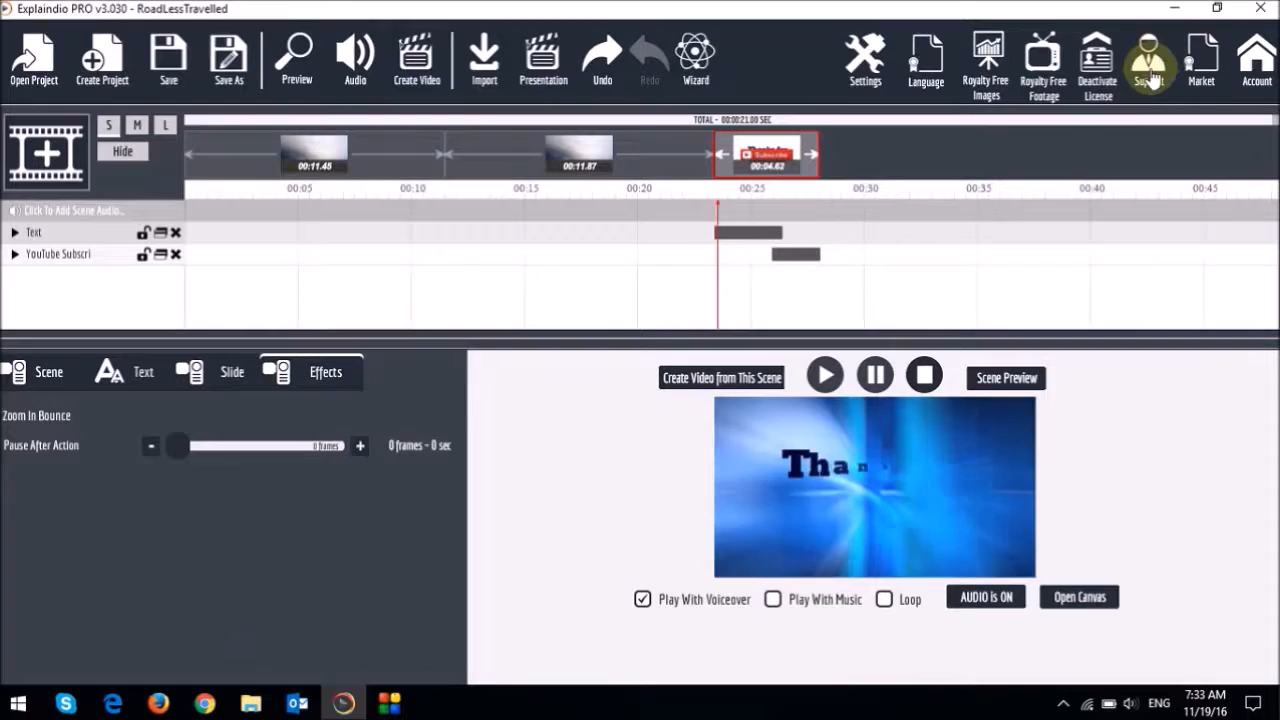 Explaindio PRO v3.030 - RoadLessTravelled
Open Project
Create Project
Save
Save As
Preview
Audio
Create Video
Import
Presentation
Undo
Redo
Wizard
Settings
Language
Royalty Free
Images
Royalty Free
Footage
Deactivate
License
Market
Account
S M L
Hide
TOTAL - 00:00:21.00 SEC
00:11.45
00:11.87
Subscribe
00:04.62
00:05 00:10 00:15 00:20 00:25 00:30 00:35 00:40 00:45
Click To Add Scene Audio...
Text
YouTube Subscri
Scene Text Slide Effects
Zoom In Bounce
Pause After Action
-
0 frames
+
0 frames - 0 sec
Create Video from This Scene
Scene Preview
Than
Play With Voiceover
Play With Music
Loop
AUDIO is ON
Open Canvas
ENG
7:33 AM
11/19/16